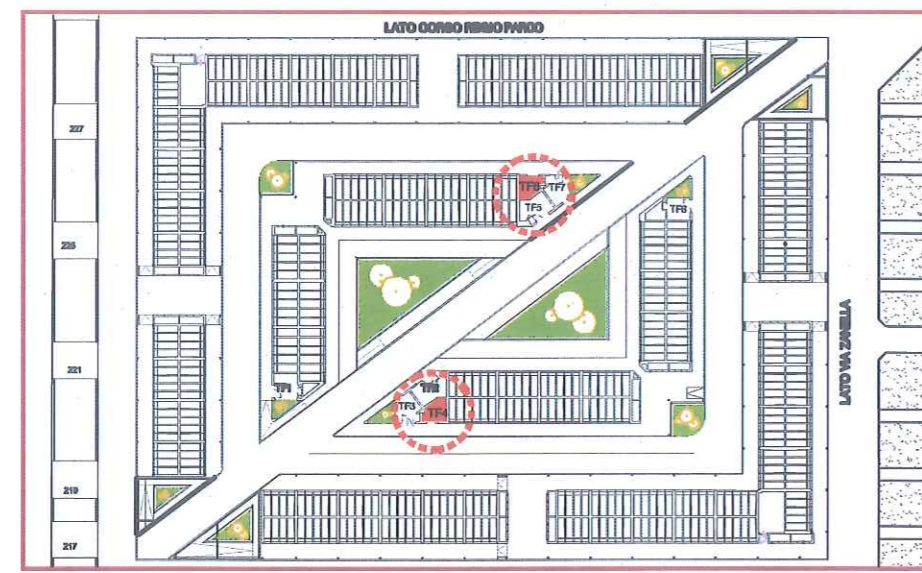 LATO CORSO REGIO PARCO
227
225
221
219
217
TF6
TF7
TF5
TF8
TF1
TF2
TF3
TF4
LATO VIA ZANELLA